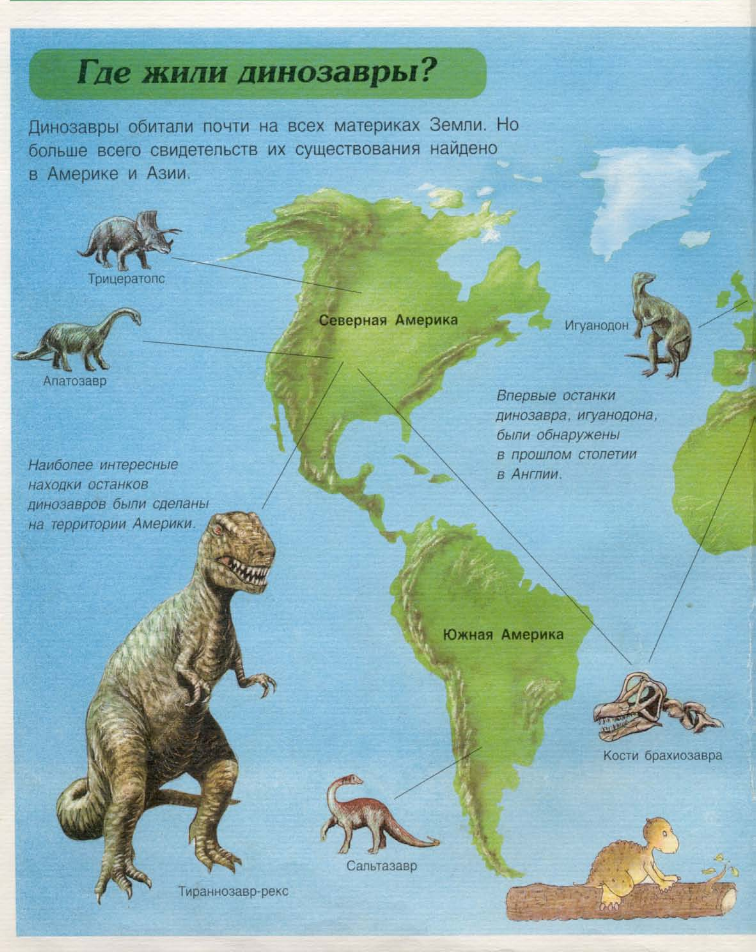 Где жили динозавры?
Динозавры обитали почти на всех материках Земли. Но
больше всего свидетельств их существования найдено
в Америке и Азии.
Трицератопс
Северная Америка
Игуанодон
Апатозавр
Впервые останки
динозавра, игуанодона,
были обнаружены
в прошлом столетии
в Англии.
Наиболее интересные
находки останков
динозавров были сделаны
на территории Америки.
Южная Америка
Кости брахиозавра
Сальтазавр
Тираннозавр-рекс